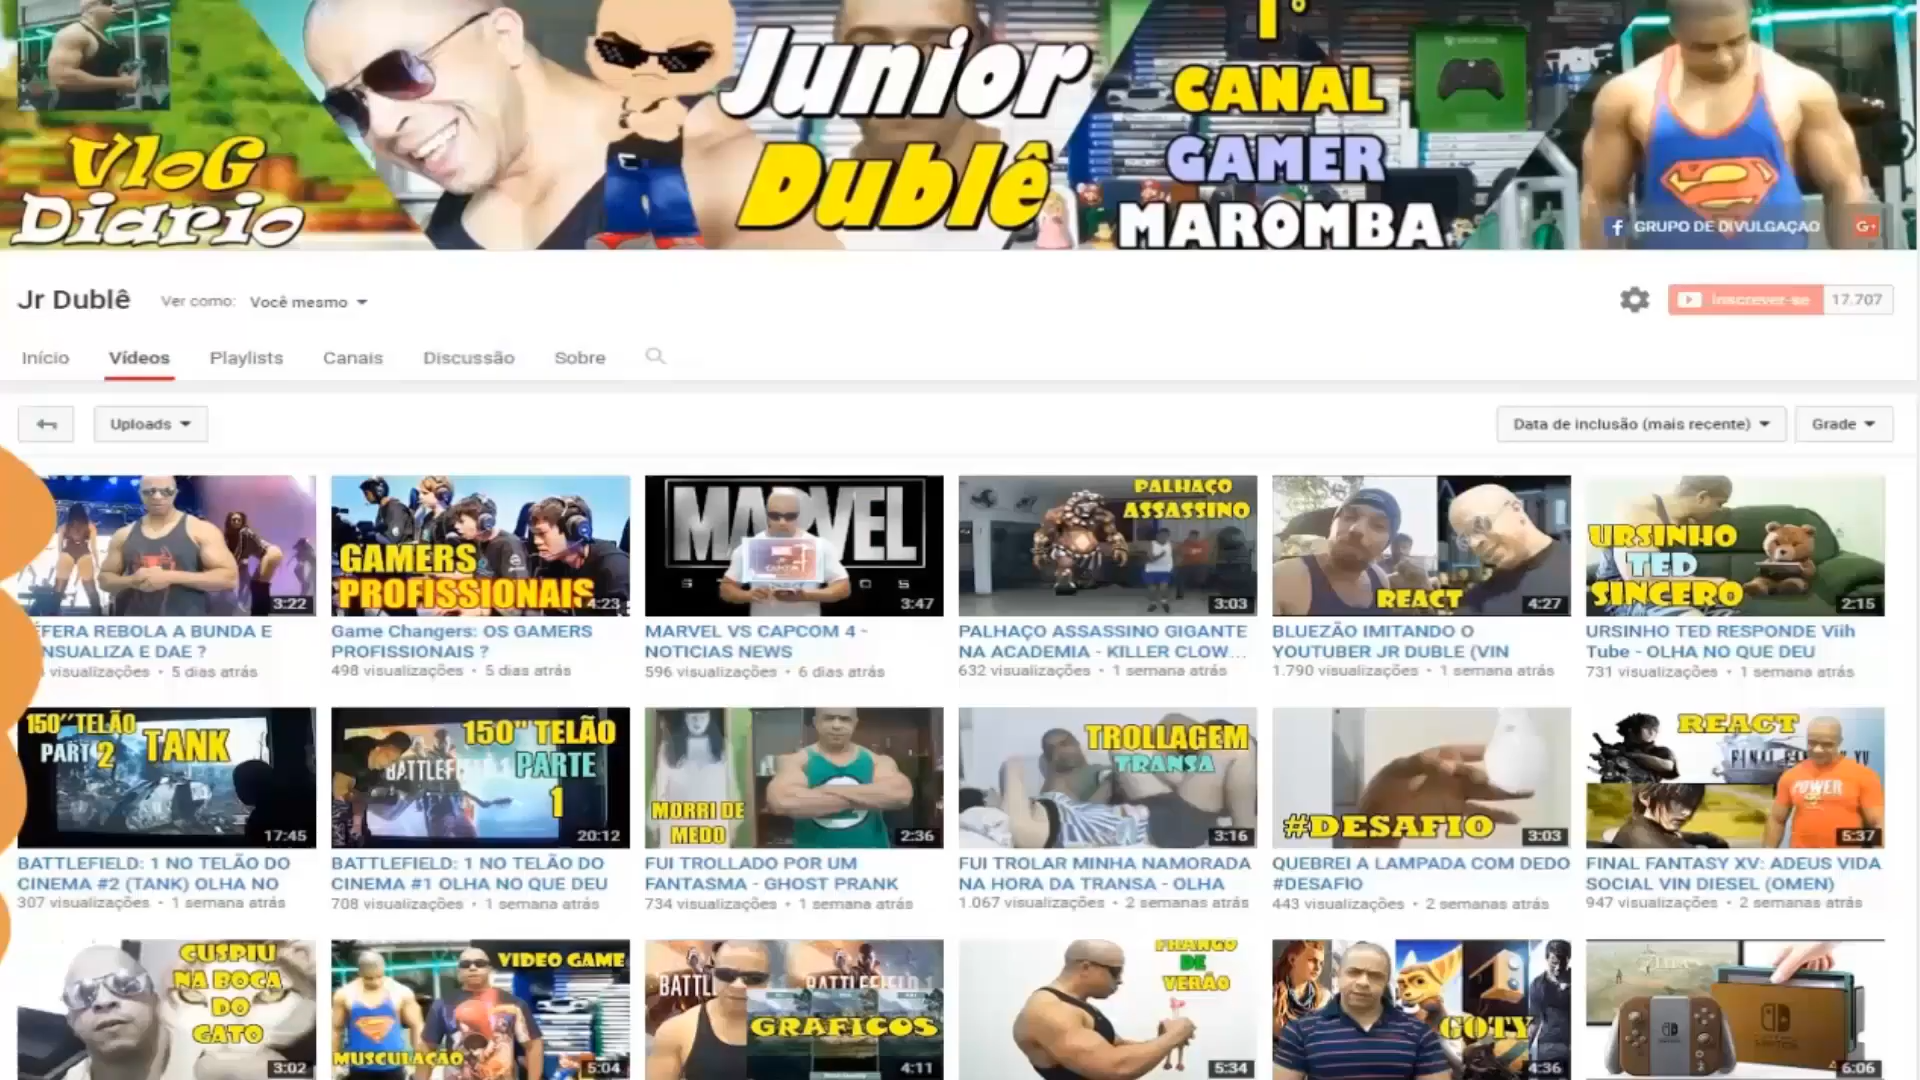 Junior
Dublê
VloG
Diario
1°
CANAL
GAMER
MAROMBA
GRUPO DE DIVULGAÇAO
G+
Jr Dublê
Ver como: Você mesmo
Inscrever-se 17.707
Início Vídeos Playlists Canais Discussão Sobre
Uploads
Data de inclusão (mais recente) Grade
3:22
GAMERS
PROFISSIONAIS
4:23
MARVEL
3:47
PALHAÇO
ASSASSINO
3:03
REACT
4:27
URSINHO
TED
SINCERO
2:15
FERA REBOLA A BUNDA E
NSUALIZA E DAE ?
visualizações • 5 dias atrás
Game Changers: OS GAMERS
PROFISSIONAIS ?
498 visualizações • 5 dias atrás
MARVEL VS CAPCOM 4 -
NOTICIAS NEWS
596 visualizações • 6 dias atrás
PALHAÇO ASSASSINO GIGANTE
NA ACADEMIA - KILLER CLOW...
632 visualizações • 1 semana atrás
BLUEZÃO IMITANDO O
YOUTUBER JR DUBLE (VIN
1.790 visualizações • 1 semana atrás
URSINHO TED RESPONDE Viih
Tube - OLHA NO QUE DEU
731 visualizações • 1 semana atrás
150" TELÃO
PART 2 TANK
17:45
150" TELÃO
PARTE
1
20:12
MORRI DE
MEDO
2:36
TROLLAGEM
TRANSA
3:16
#DESAFIO
3:03
REACT
FINAL FANTASY XV
POWER
5:37
BATTLEFIELD: 1 NO TELÃO DO
CINEMA #2 (TANK) OLHA NO
307 visualizações • 1 semana atrás
BATTLEFIELD: 1 NO TELÃO DO
CINEMA #1 OLHA NO QUE DEU
708 visualizações • 1 semana atrás
FUI TROLLADO POR UM
FANTASMA - GHOST PRANK
734 visualizações • 1 semana atrás
FUI TROLAR MINHA NAMORADA
NA HORA DA TRANSA - OLHA
1.067 visualizações • 2 semanas atrás
QUEBREI A LAMPADA COM DEDO
#DESAFIO
443 visualizações • 2 semanas atrás
FINAL FANTASY XV: ADEUS VIDA
SOCIAL VIN DIESEL (OMEN)
947 visualizações • 2 semanas atrás
CUSPIU
NA BOCA
DO
GATO
3:02
VIDEO GAME
MUSCULAÇÃO
5:04
BATTL
BATTLEFIELD 1
GRAFICOS
4:11
FRANGO
DE
VERÃO
5:34
GOTY
4:36
6:06